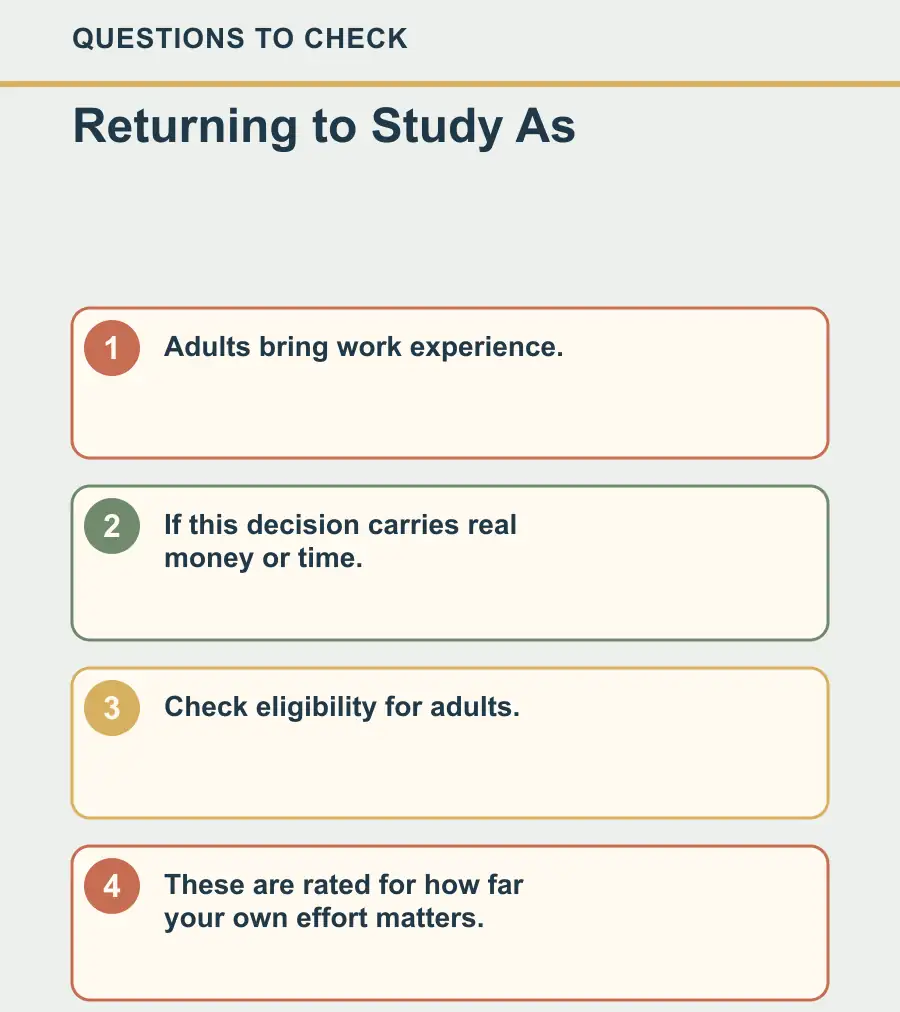 QUESTIONS TO CHECK
Returning to Study As
1
Adults bring work experience.
2
If this decision carries real
money or time.
3
Check eligibility for adults.
4
These are rated for how far
your own effort matters.